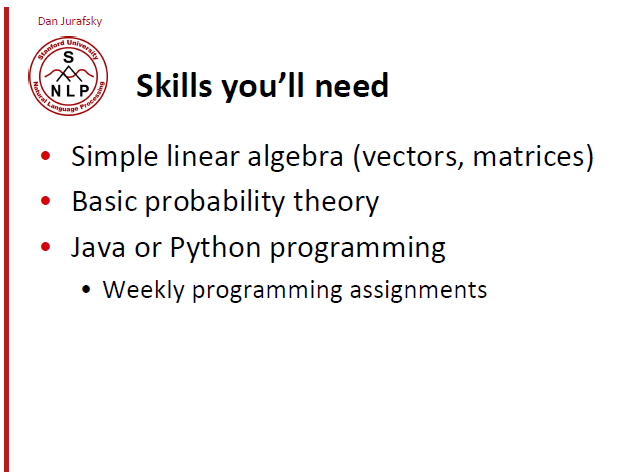 Dan Jurafsky
Stanford University
S
NLP
Natural Language Processing
Skills you’ll need
• Simple linear algebra (vectors, matrices)
• Basic probability theory
• Java or Python programming
• Weekly programming assignments